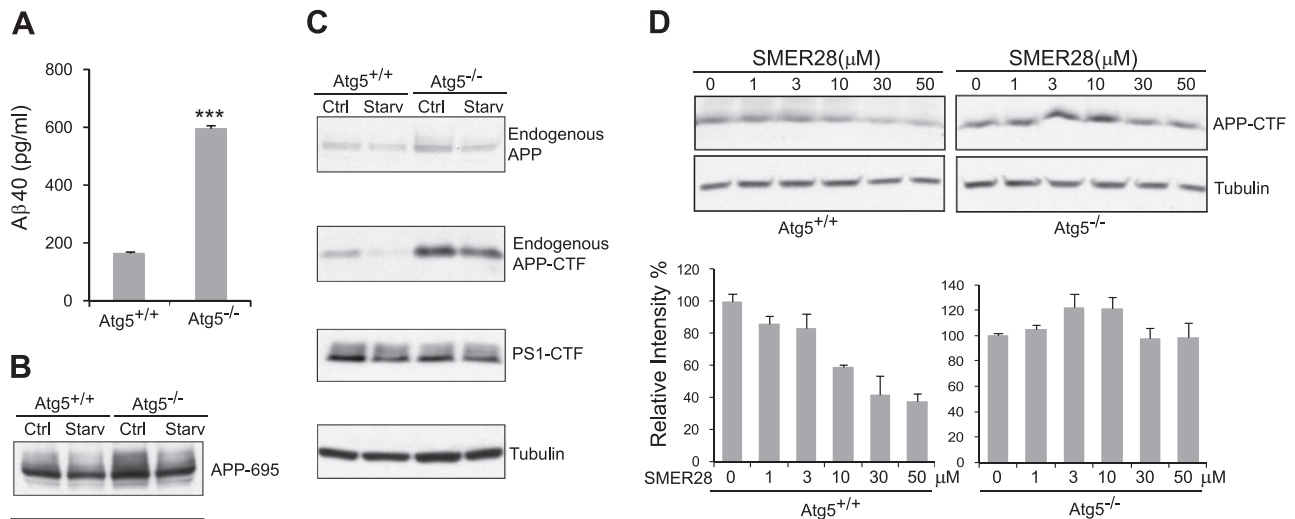 A
Aβ40 (pg/ml)
800
600
400
200
0
***
Atg5+/+
Atg5-/-
B
Atg5+/+ Atg5-/-
Ctrl Starv Ctrl Starv
APP-695
C
Atg5+/+ Atg5-/-
Ctrl Starv Ctrl Starv
Endogenous
APP
Endogenous
APP-CTF
PS1-CTF
Tubulin
D
SMER28(μM) SMER28(μM)
0 1 3 10 30 50 0 1 3 10 30 50
APP-CTF
Tubulin
Atg5+/+ Atg5-/-
Relative Intensity %
120
100
80
60
40
20
0
SMER28 0 1 3 10 30 50 μM
Atg5+/+
140
120
100
80
60
40
20
0
0 1 3 10 30 50 μM
Atg5-/-